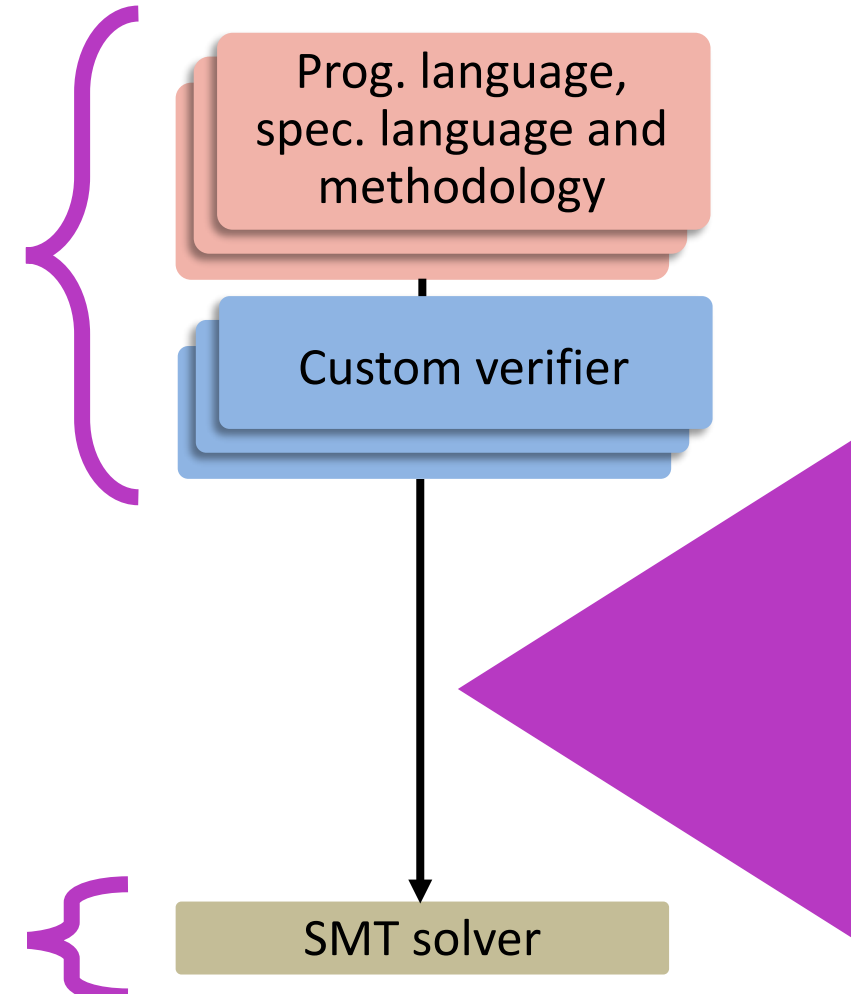 Prog. language,
spec. language and
methodology
Custom verifier
SMT solver